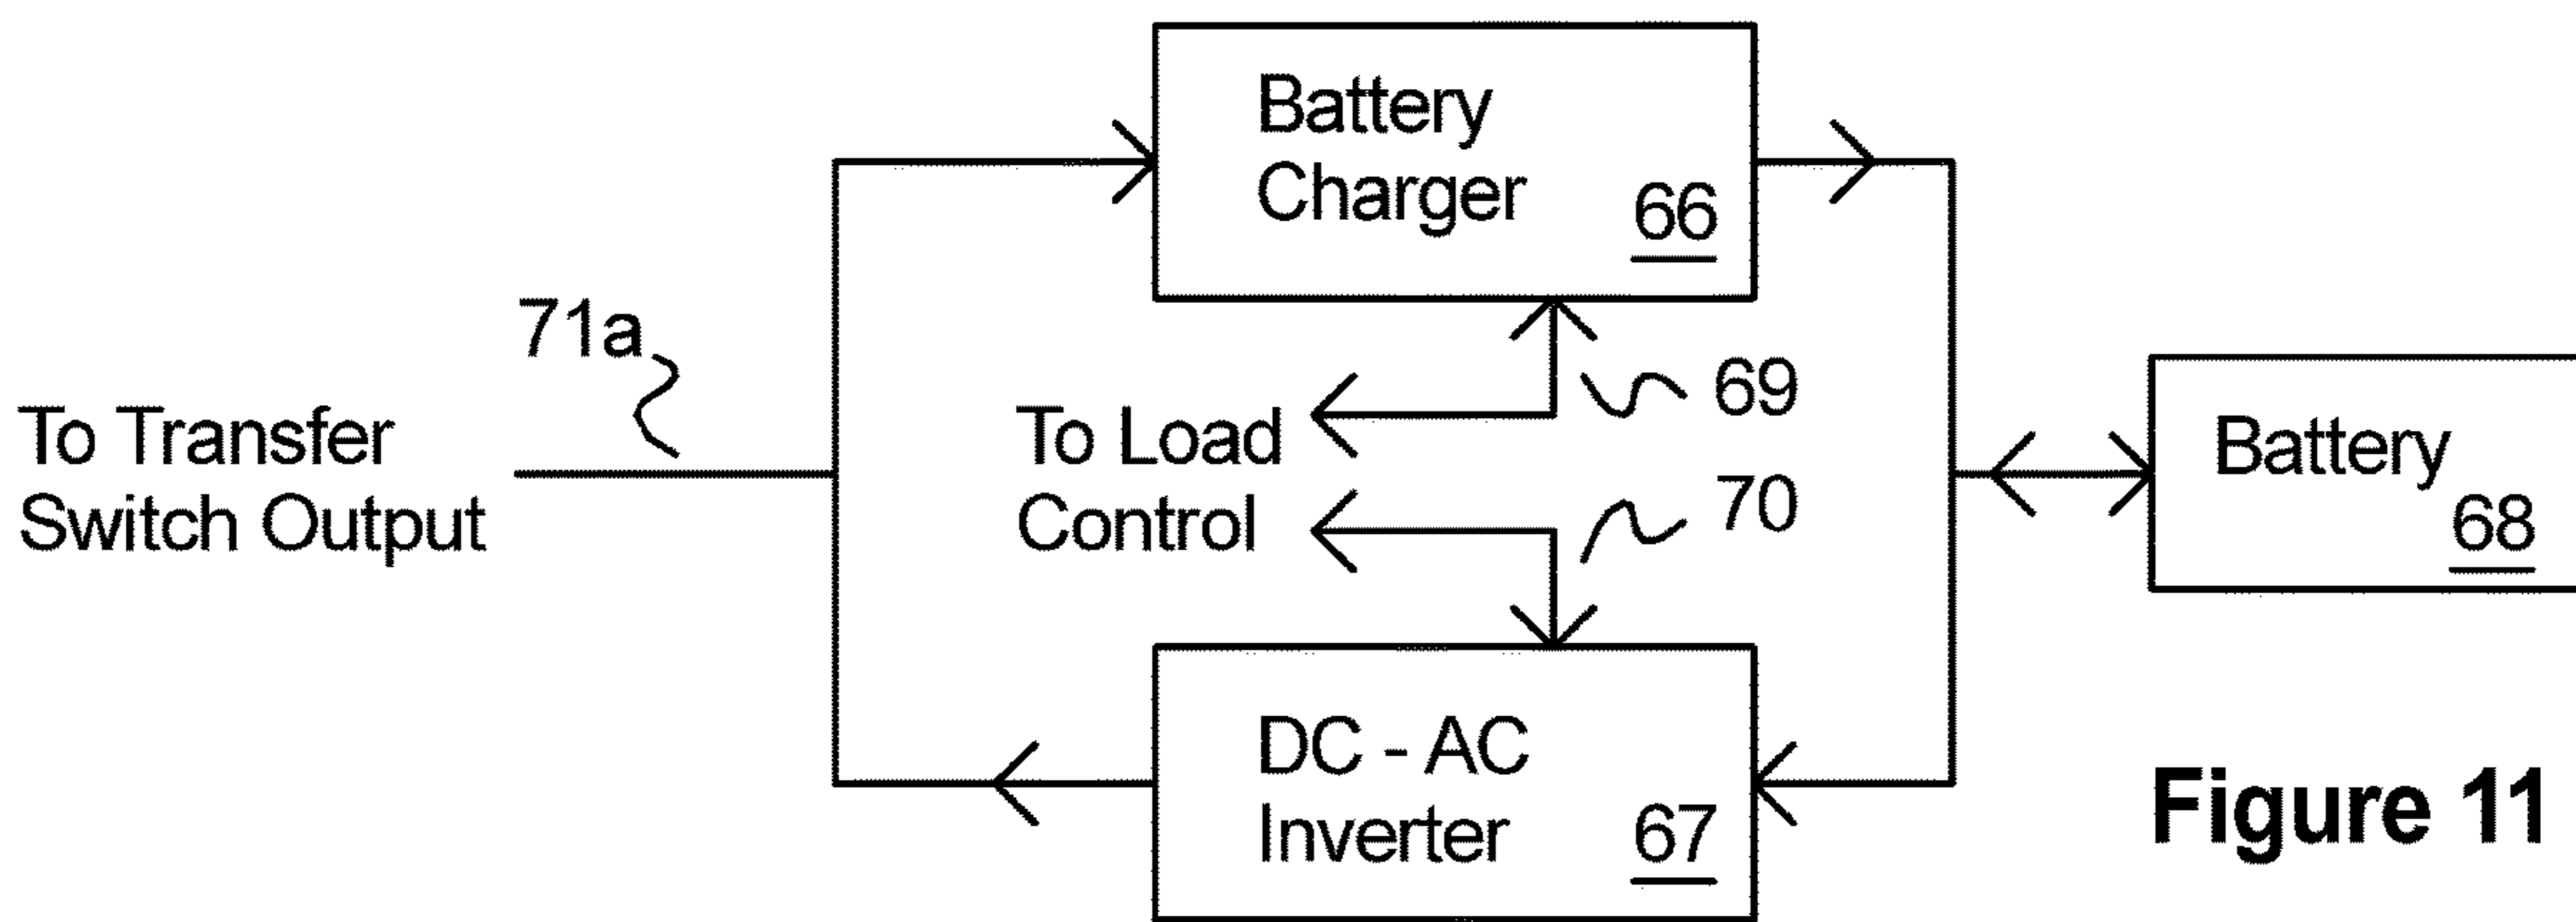 Battery
Charger
66
71a
69
To Transfer
Switch Output
To Load
Control
70
Battery
68
DC - AC
Inverter
67
Figure 11